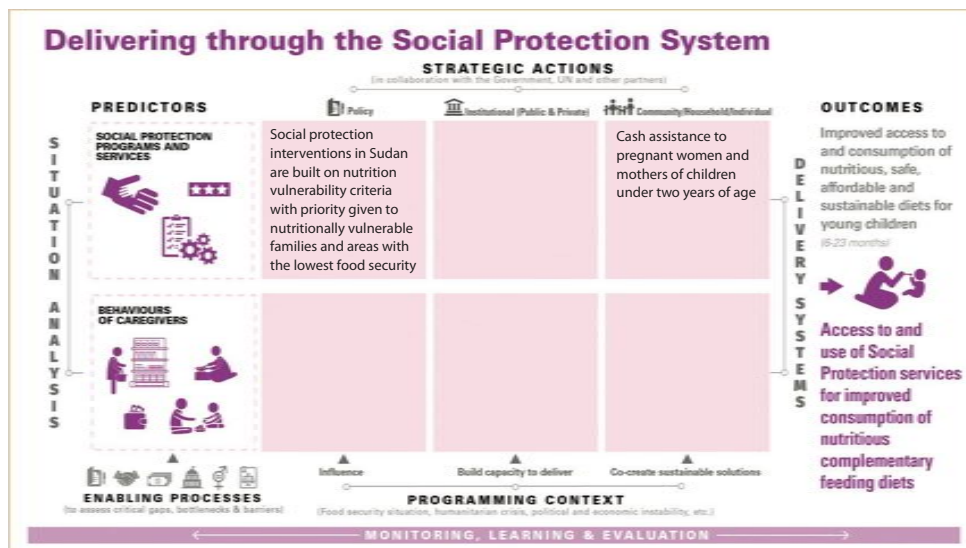 Delivering through the Social Protection System
STRATEGIC ACTIONS
(in collaboration with the Government, UN and other partners)
PREDICTORS
Policy
Institutional (Public & Private)
Community/Household/Individual
OUTCOMES
SITUATION ANALYSIS
SOCIAL PROTECTION
PROGRAMS AND
SERVICES
Social protection
interventions in Sudan
are built on nutrition
vulnerability criteria
with priority given to
nutritionally vulnerable
families and areas with
the lowest food security
Cash assistance to
pregnant women and
mothers of children
under two years of age
DELIVERY SYSTEMS
Improved access to
and consumption of
nutritious, safe,
affordable and
sustainable diets for
young children
(6-23 months)
BEHAVIOURS
OF CAREGIVERS
Access to and
use of Social
Protection services
for improved
consumption of
nutritious
complementary
feeding diets
Influence
Build capacity to deliver
Co-create sustainable solutions
ENABLING PROCESSES
(to assess critical gaps, bottlenecks & barriers)
PROGRAMMING CONTEXT
(Food security situation, humanitarian crisis, political and economic instability, etc.)
MONITORING, LEARNING & EVALUATION